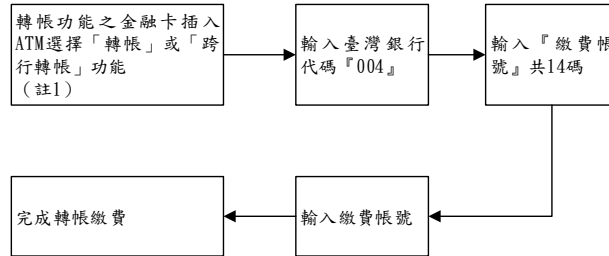 轉帳功能之金融卡插入
ATM選擇「轉帳」或「跨
行轉帳」功能
（註1）
輸入臺灣銀行
代碼『004』
輸入『繳費帳
號』共14碼
輸入繳費帳號
完成轉帳繳費